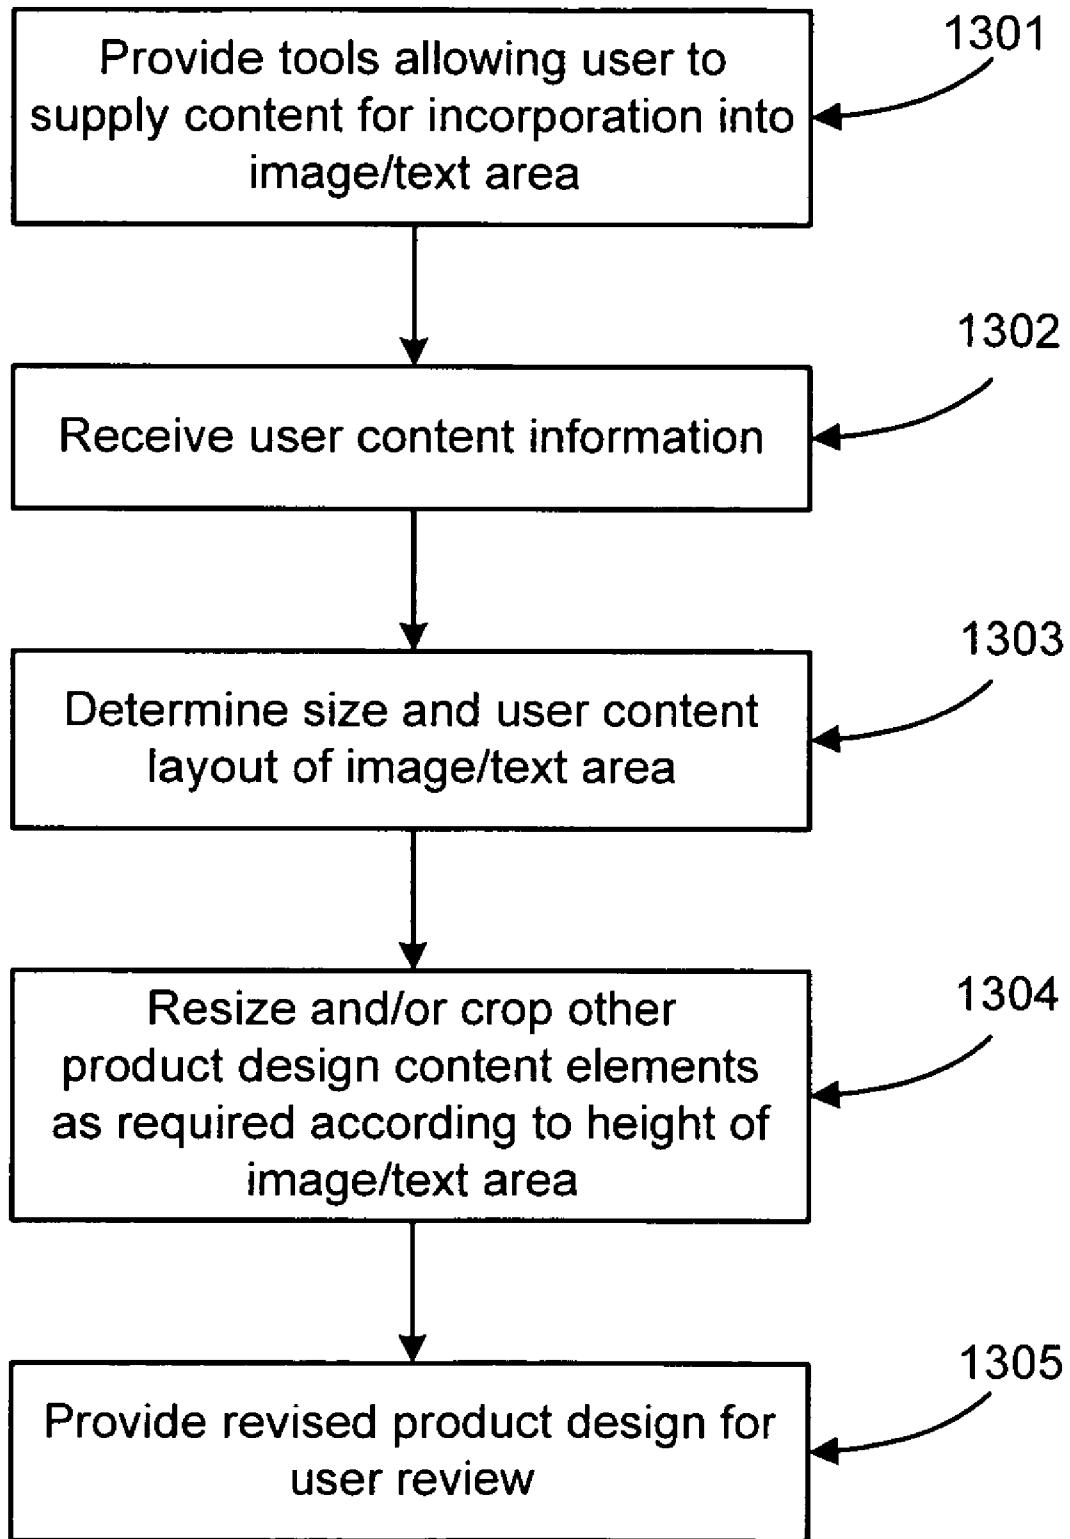 1301
Provide tools allowing user to
supply content for incorporation into
image/text area
1302
Receive user content information
1303
Determine size and user content
layout of image/text area
1304
Resize and/or crop other
product design content elements
as required according to height of
image/text area
1305
Provide revised product design for
user review